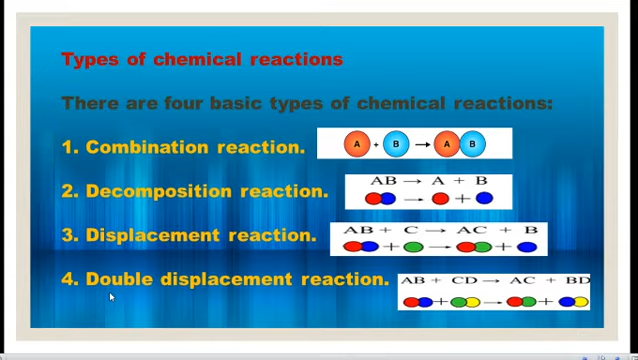 Types of chemical reactions
There are four basic types of chemical reactions:
1. Combination reaction.
A + B → A B
2. Decomposition reaction.
AB → A + B
3. Displacement reaction.
AB + C → AC + B
4. Double displacement reaction.
AB + CD → AC + BD